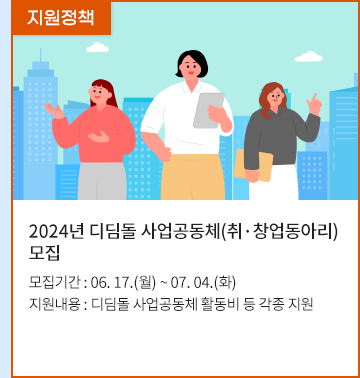 지원정책
2024년 디딤돌 사업공동체(취·창업동아리)
모집
모집기간 : 06. 17.(월) ~ 07. 04.(화)
지원내용 : 디딤돌 사업공동체 활동비 등 각종 지원